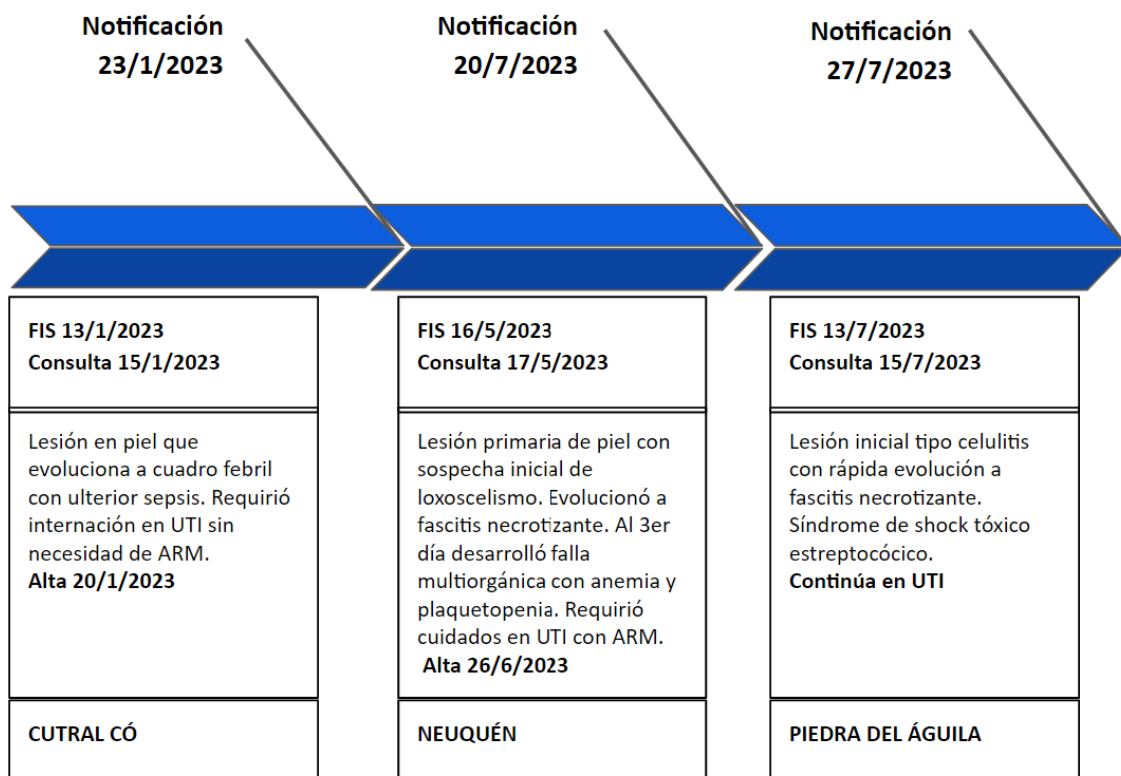 Notificación
23/1/2023
Notificación
20/7/2023
Notificación
27/7/2023
FIS 13/1/2023
Consulta 15/1/2023
Lesión en piel que
evoluciona a cuadro febril
con ulterior sepsis. Requirió
internación en UTI sin
necesidad de ARM.
Alta 20/1/2023
CUTRAL CÓ
FIS 16/5/2023
Consulta 17/5/2023
Lesión primaria de piel con
sospecha inicial de
loxoscelismo. Evolucionó a
fascitis necrotizante. Al 3er
día desarrolló falla
multiorgánica con anemia y
plaquetopenia. Requirió
cuidados en UTI con ARM.
Alta 26/6/2023
NEUQUÉN
FIS 13/7/2023
Consulta 15/7/2023
Lesión inicial tipo celulitis
con rápida evolución a
fascitis necrotizante.
Síndrome de shock tóxico
estreptocócico.
Continúa en UTI
PIEDRA DEL ÁGUILA